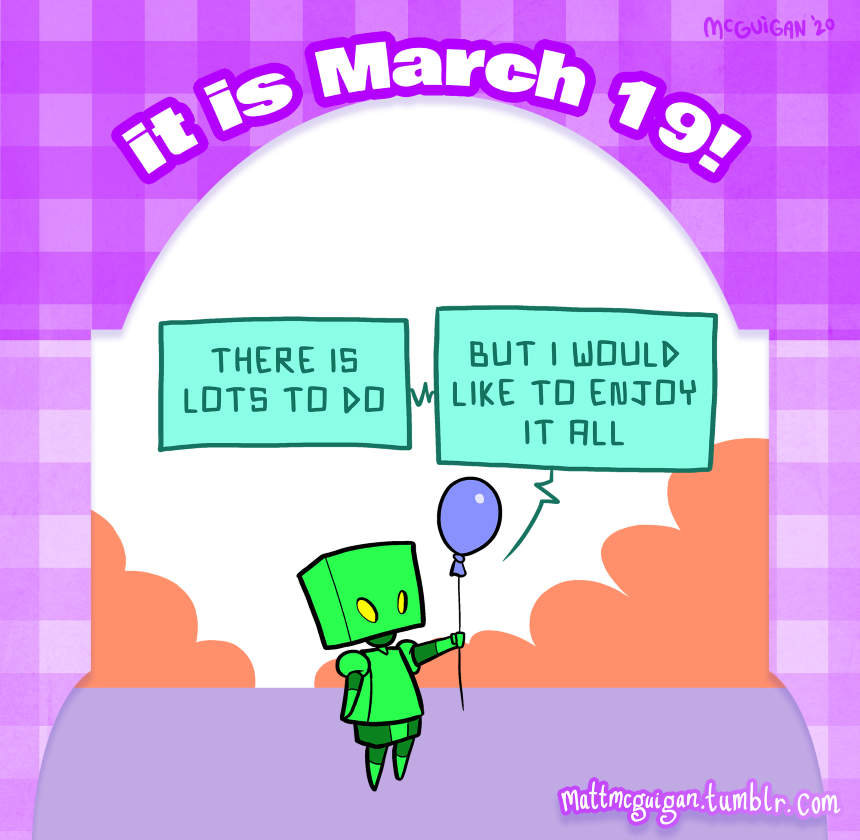 McGUiGAN '20
it is March 19!
THERE IS
LOTS TO DO
BUT I WOULD
LIKE TO ENJOY
IT ALL
mattmcguigan.tumblr.com